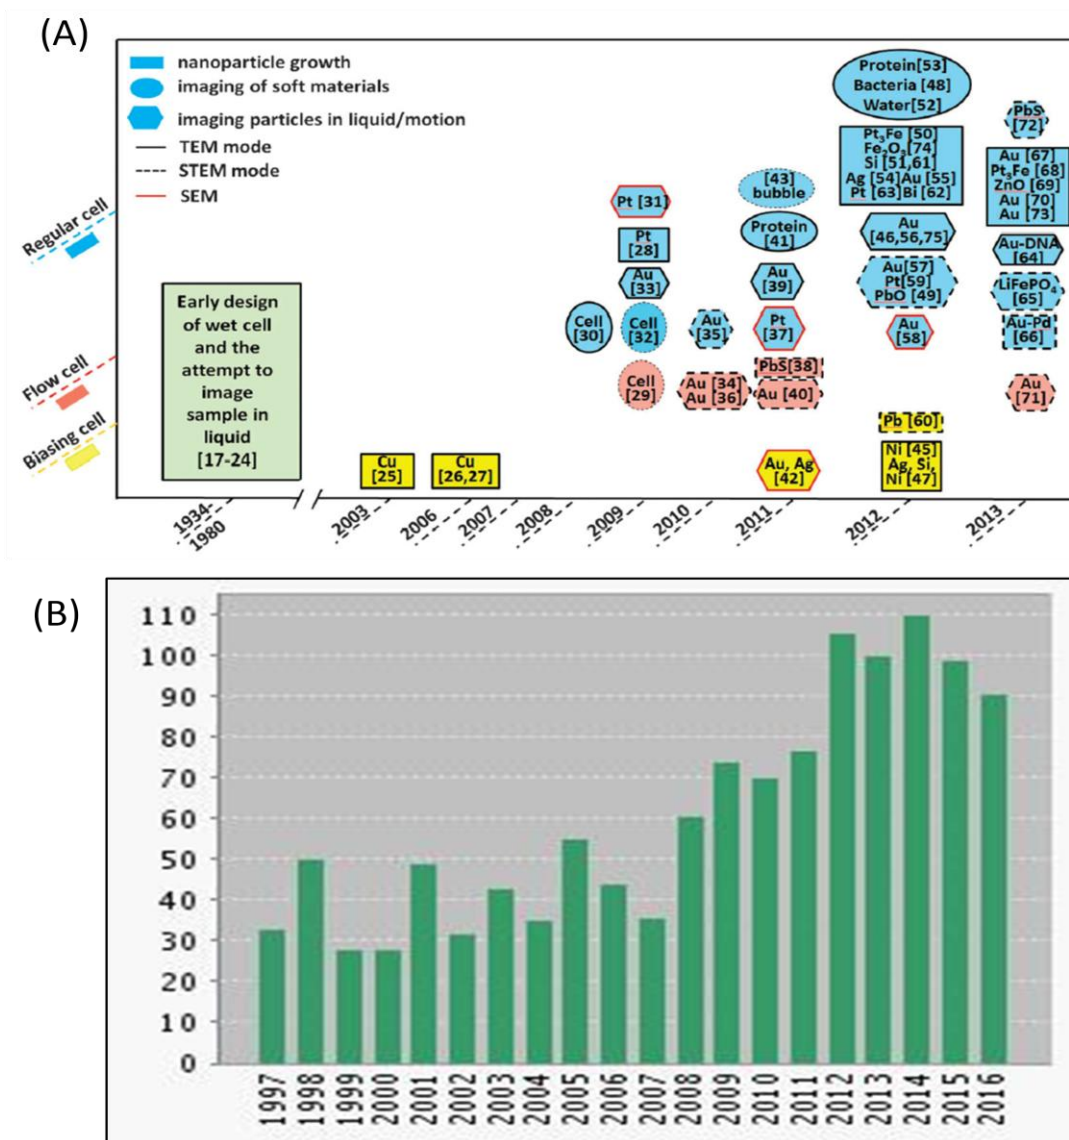 (A)
nanoparticle growth
imaging of soft materials
imaging particles in liquid/motion
TEM mode
STEM mode
SEM
Regular cell
Flow cell
Biasing cell
Early design
of wet cell
and the
attempt to
image
sample in
liquid
[17-24]
Cu
[25]
Cu
[26,27]
Cell
[30]
Pt [31]
Pt
[28]
Au
[33]
Cell
[32]
Cell
[29]
Au
[35]
Au [34]
Au [36]
[43]
bubble
Protein
[41]
Au
[39]
Pt
[37]
PbS[38]
Au [40]
Au, Ag
[42]
Protein[53]
Bacteria [48]
Water[52]
Pt₃Fe [50]
Fe₂O₃[74]
Si [51,61]
Ag [54]Au [55]
Pt [63]Bi [62]
Au
[46,56,75]
Au[57]
Pt[59]
PbO [49]
Au
[58]
Pb [60]
Ni [45]
Ag, Si,
Ni [47]
PbS
[72]
Au [67]
Pt₃Fe [68]
ZnO [69]
Au [70]
Au [73]
Au-DNA
[64]
LiFePO₄
[65]
Au-Pd
[66]
Au
[71]
1934
1980
2003
2006
2007
2008
2009
2010
2011
2012
2013
(B)
110
100
90
80
70
60
50
40
30
20
10
0
1997 1998 1999 2000 2001 2002 2003 2004 2005 2006 2007 2008 2009 2010 2011 2012 2013 2014 2015 2016